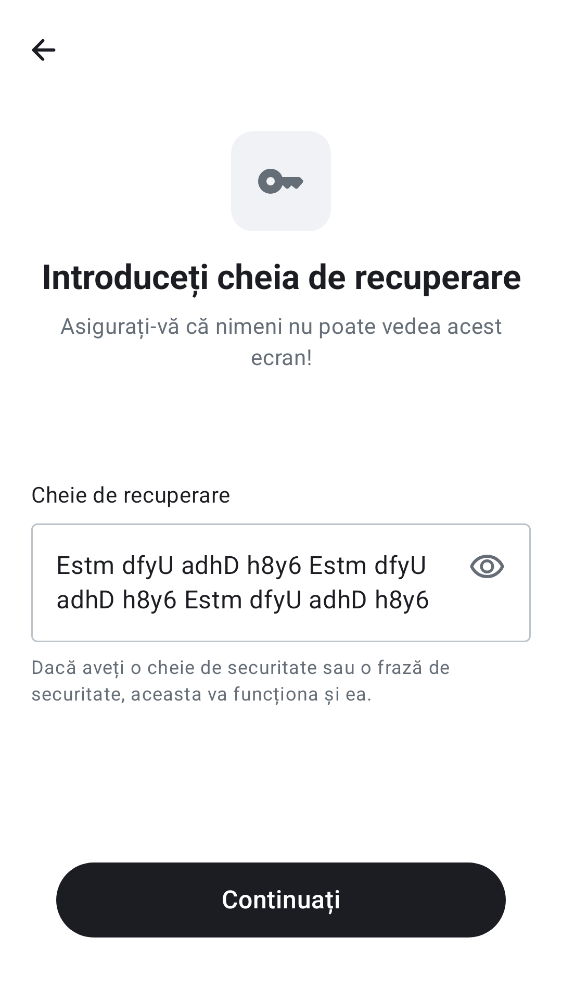 Introduceți cheia de recuperare
Asigurați-vă că nimeni nu poate vedea acest
ecran!
Cheie de recuperare
Estm dfyU adhD h8y6 Estm dfyU
adhD h8y6 Estm dfyU adhD h8y6
Dacă aveți o cheie de securitate sau o frază de
securitate, aceasta va funcționa și ea.
Continuați